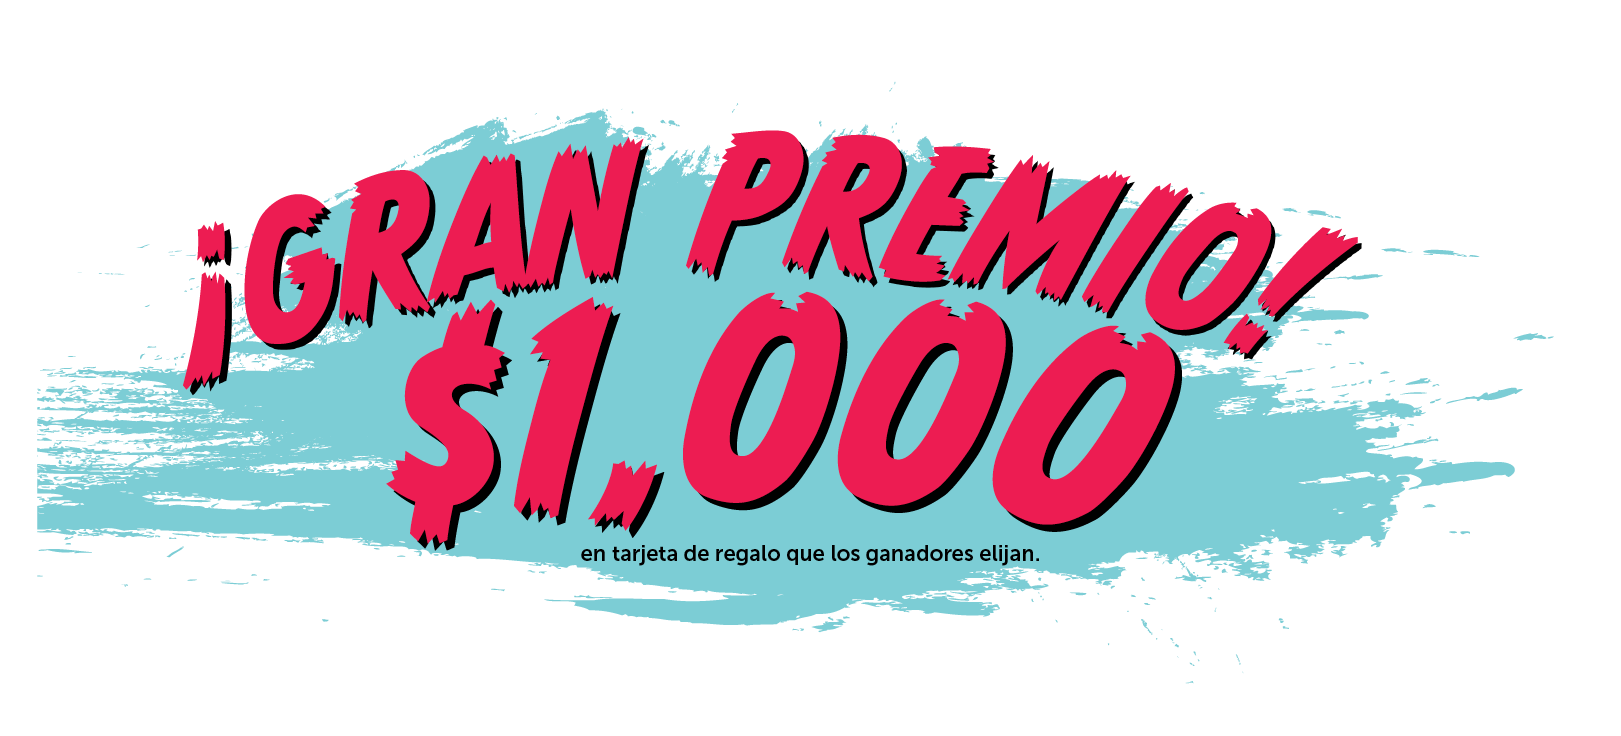 ¡GRAN PREMIO!
$1,000
en tarjeta de regalo que los ganadores elijan.